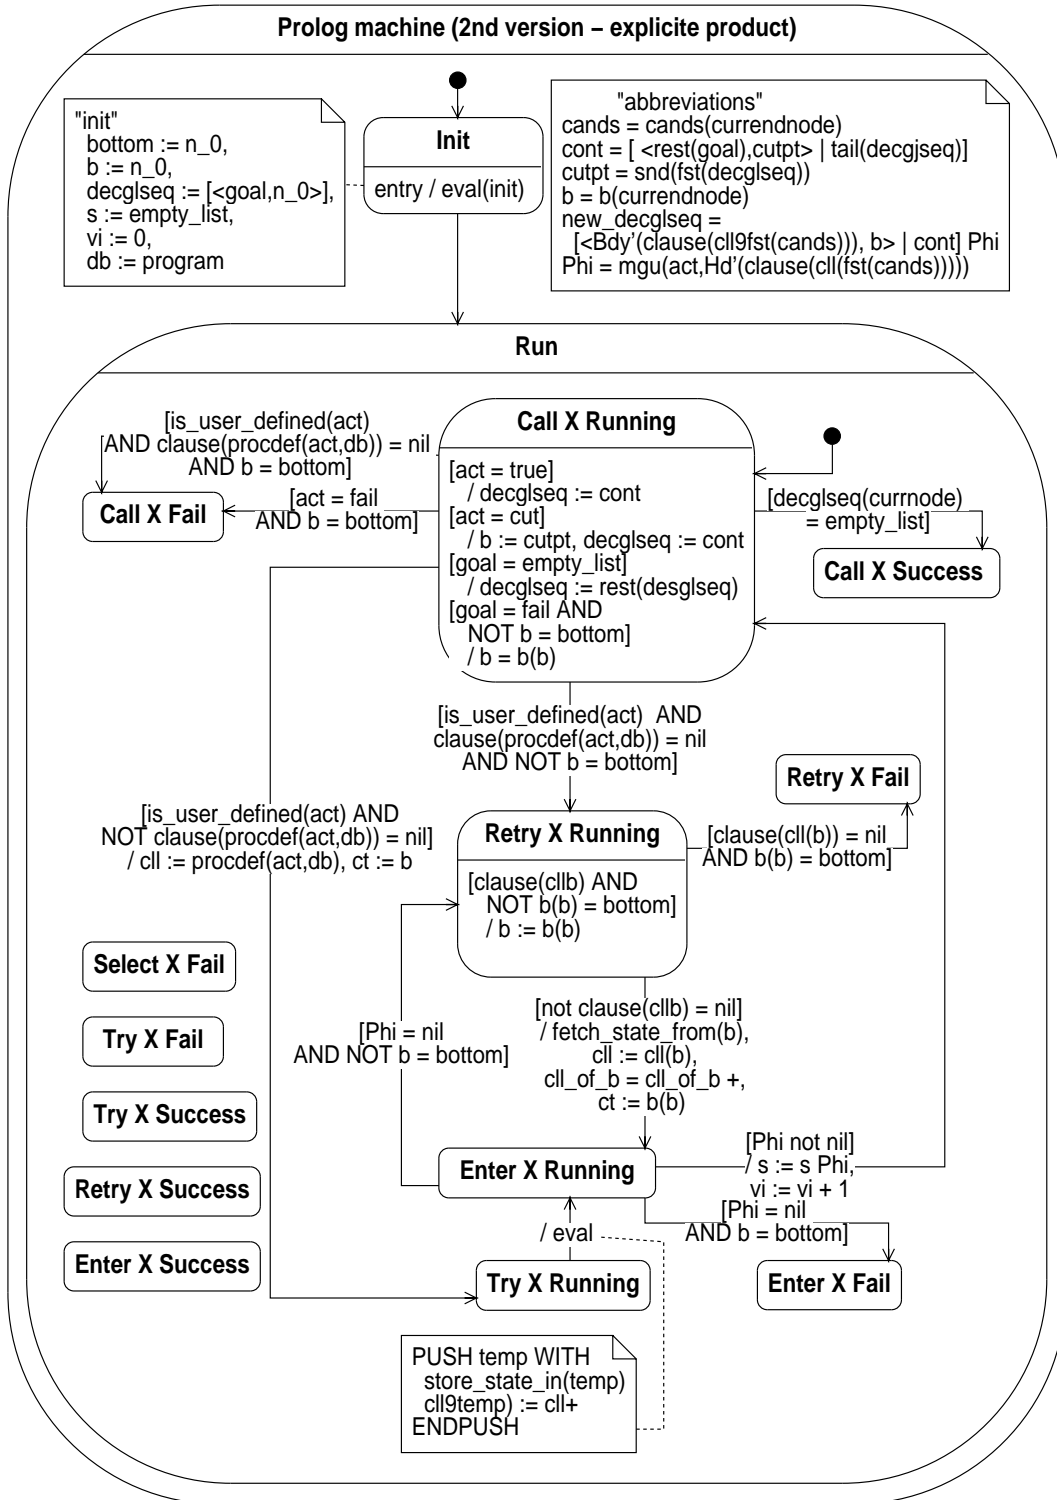 Prolog machine (2nd version – explicite product)
"init"
bottom := n_0,
b := n_0,
decglseq := [<goal,n_0>],
s := empty_list,
vi := 0,
db := program
Init
entry / eval(init)
"abbreviations"
cands = cands(currendnode)
cont = [ <rest(goal),cutpt> | tail(decgjseq)]
cutpt = snd(fst(decglseq))
b = b(currendnode)
new_decglseq =
[<Bdy'(clause(cll9fst(cands))), b> | cont] Phi
Phi = mgu(act,Hd'(clause(cll(fst(cands)))))
Run
[is_user_defined(act)
AND clause(procdef(act,db)) = nil
AND b = bottom]
Call X Fail
[act = fail
AND b = bottom]
Call X Running
[act = true]
/ decglseq := cont
[act = cut]
/ b := cutpt, decglseq := cont
[goal = empty_list]
/ decglseq := rest(desglseq)
[goal = fail AND
NOT b = bottom]
/ b = b(b)
[decglseq(currnode)
= empty_list]
Call X Success
[is_user_defined(act) AND
clause(procdef(act,db)) = nil
AND NOT b = bottom]
Retry X Fail
[is_user_defined(act) AND
NOT clause(procdef(act,db)) = nil]
/ cll := procdef(act,db), ct := b
Retry X Running
[clause(cllb) AND
NOT b(b) = bottom]
/ b := b(b)
[clause(cll(b)) = nil
AND b(b) = bottom]
Select X Fail
Try X Fail
Try X Success
Retry X Success
Enter X Success
[Phi = nil
AND NOT b = bottom]
[not clause(cllb) = nil]
/ fetch_state_from(b),
cll := cll(b),
cll_of_b = cll_of_b +,
ct := b(b)
Enter X Running
[Phi not nil]
/ s := s Phi,
vi := vi + 1
[Phi = nil
AND b = bottom]
/ eval
Try X Running
Enter X Fail
PUSH temp WITH
store_state_in(temp)
cll9temp) := cll+
ENDPUSH